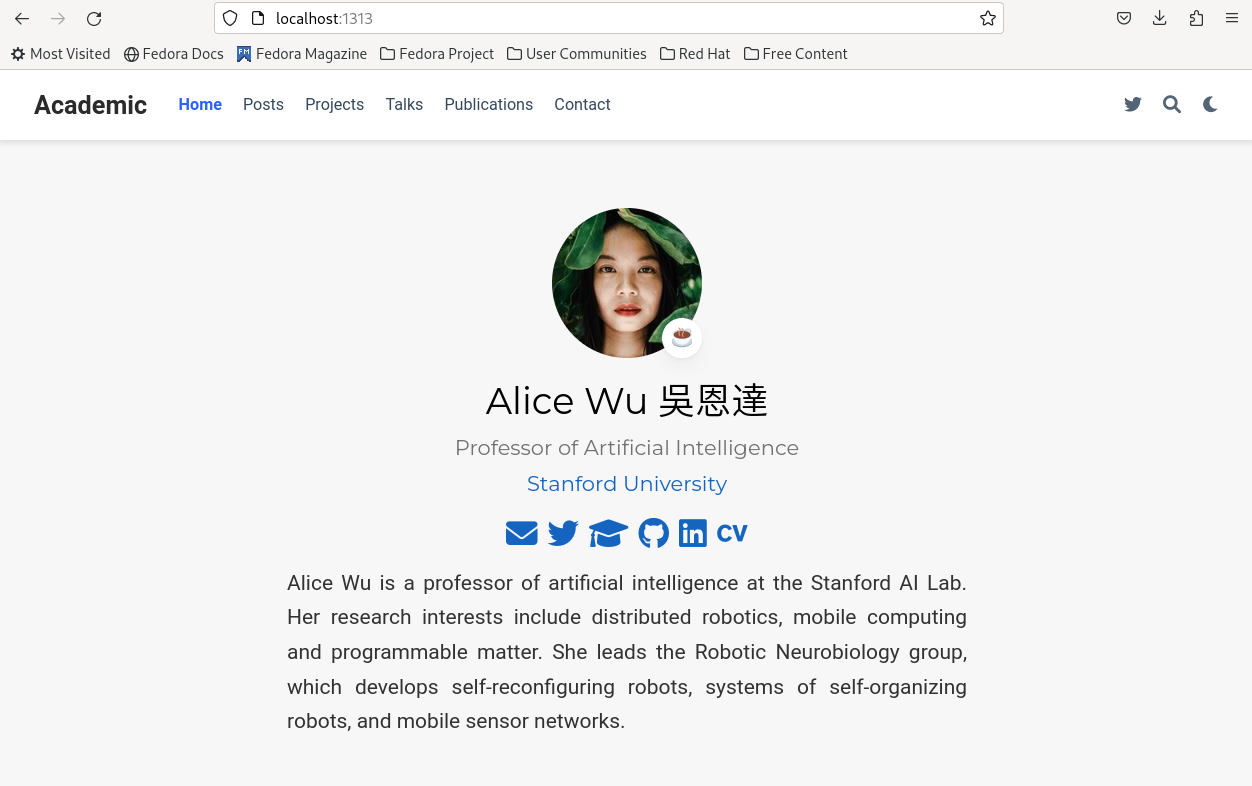 localhost:1313
Most Visited Fedora Docs FM Fedora Magazine Fedora Project User Communities Red Hat Free Content
Academic Home Posts Projects Talks Publications Contact
Alice Wu 吳恩達
Professor of Artificial Intelligence
Stanford University
in CV
Alice Wu is a professor of artificial intelligence at the Stanford AI Lab.
Her research interests include distributed robotics, mobile computing
and programmable matter. She leads the Robotic Neurobiology group,
which develops self-reconfiguring robots, systems of self-organizing
robots, and mobile sensor networks.